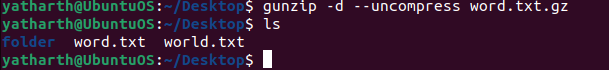 yatharth@UbuntuOS:~/Desktop$ gunzip -d --uncompress word.txt.gz
yatharth@UbuntuOS:~/Desktop$ ls
folder  word.txt  world.txt
yatharth@UbuntuOS:~/Desktop$